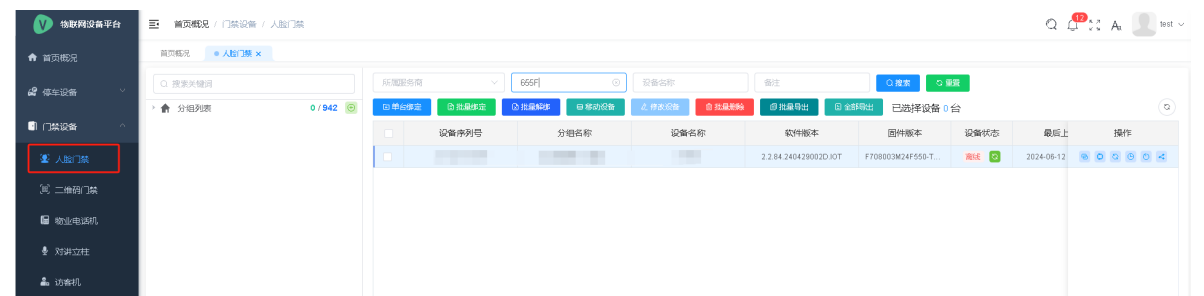 物联网设备平台
首页概况 / 门禁设备 / 人脸门禁
12
test
首页概况
人脸门禁 ×
首页概况
停车设备
门禁设备
人脸门禁
二维码门禁
物业电话机
对讲立柱
访客机
搜索关键词
分组列表 0 / 942
所属服务商 655F 设备名称 备注 搜索 重置
单台绑定 批量绑定 批量解绑 移动设备 修改设备 批量删除 批量导出 全部导出 已选择设备 0 台
设备序列号 分组名称 设备名称 软件版本 固件版本 设备状态 最后上 操作
2.2.84.240429002D.IOT F708003M24F550-T... 离线 2024-06-12